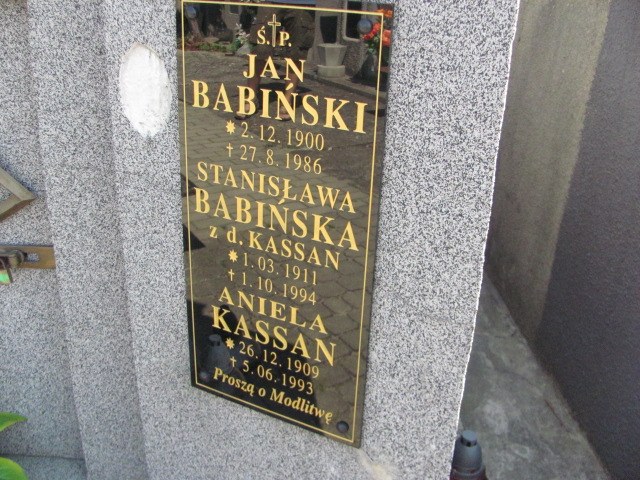 Ś.†P.
JAN
BABIŃSKI
* 2.12.1900
† 27.8.1986
STANISŁAWA
BABIŃSKA
z d. KASSAN
* 1.03.1911
† 1.10.1994
ANIELA
KASSAN
* 26.12.1909
† 5.06.1993
Proszą o Modlitwę